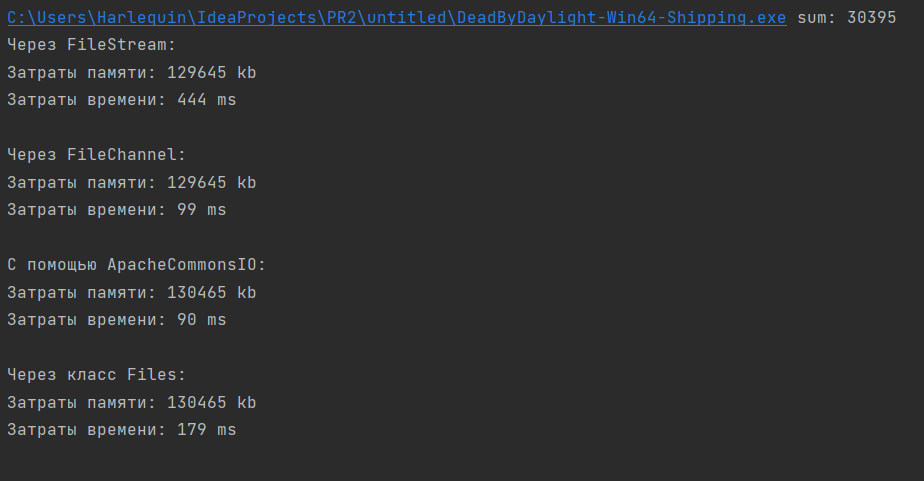 C:\Users\Harlequin\IdeaProjects\PR2\untitled\DeadByDaylight-Win64-Shipping.exe sum: 30395
Через FileStream:
Затраты памяти: 129645 kb
Затраты времени: 444 ms
Через FileChannel:
Затраты памяти: 129645 kb
Затраты времени: 99 ms
С помощью ApacheCommonsIO:
Затраты памяти: 130465 kb
Затраты времени: 90 ms
Через класс Files:
Затраты памяти: 130465 kb
Затраты времени: 179 ms